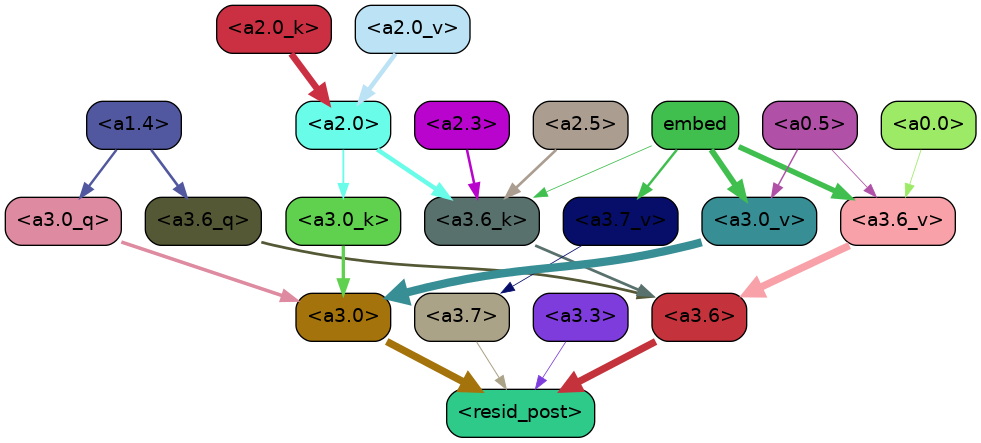 <a2.0_k> <a2.0_v>
<a1.4> <a2.0> <a2.3> <a2.5> embed <a0.5> <a0.0>
<a3.0_q> <a3.6_q> <a3.0_k> <a3.6_k> <a3.7_v> <a3.0_v> <a3.6_v>
<a3.0> <a3.7> <a3.3> <a3.6>
<resid_post>